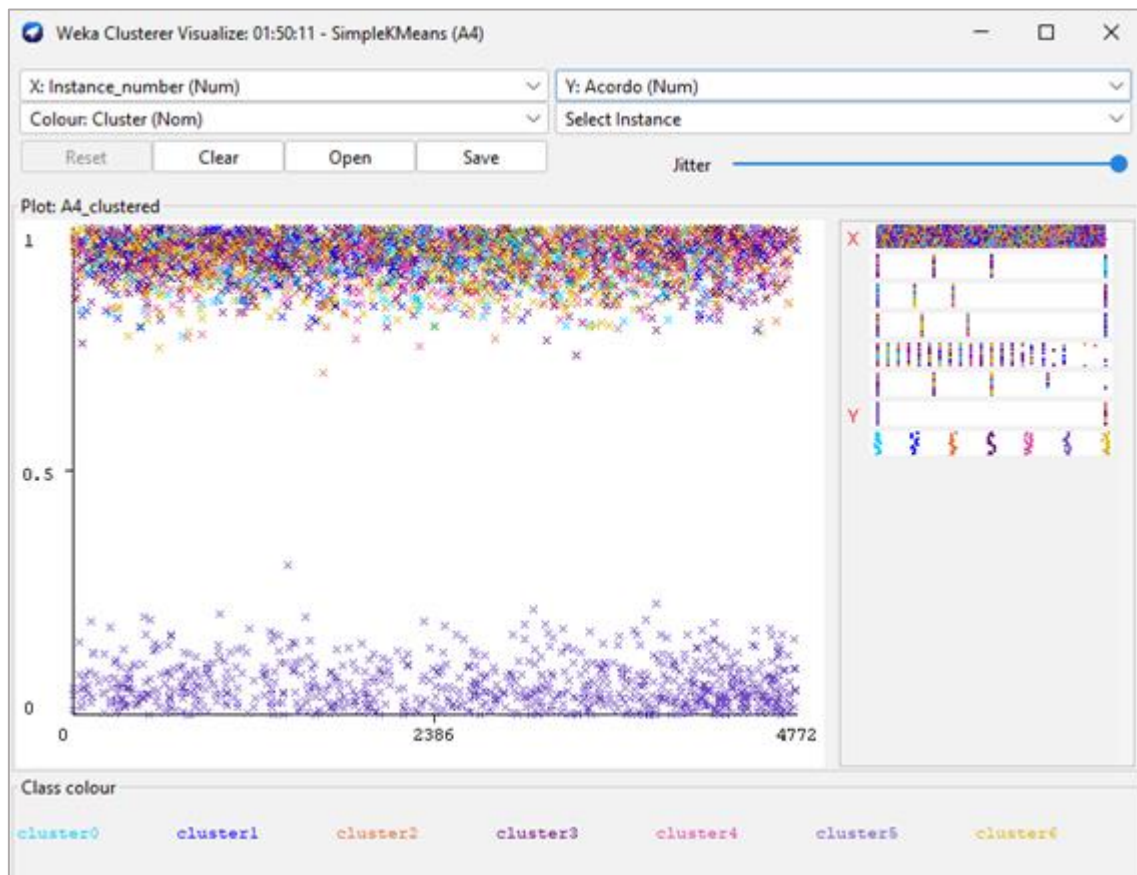 Weka Clusterer Visualize: 01:50:11 - SimpleKMeans (A4)
X: Instance_number (Num)
Y: Acordo (Num)
Colour: Cluster (Nom)
Select Instance
Reset
Clear
Open
Save
Jitter
Plot: A4_clustered
1
0.5
0
0
2386
4772
X
Y
Class colour
cluster0
cluster1
cluster2
cluster3
cluster4
cluster5
cluster6